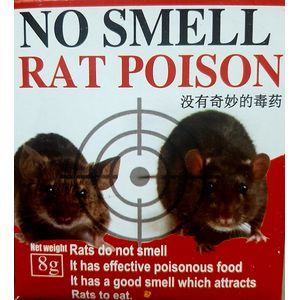 NO SMELL
RAT POISON
没有奇妙的毒药
Net weight
8g
Rats do not smell
It has effective poisonous food
It has a good smell which attracts
Rats to eat.